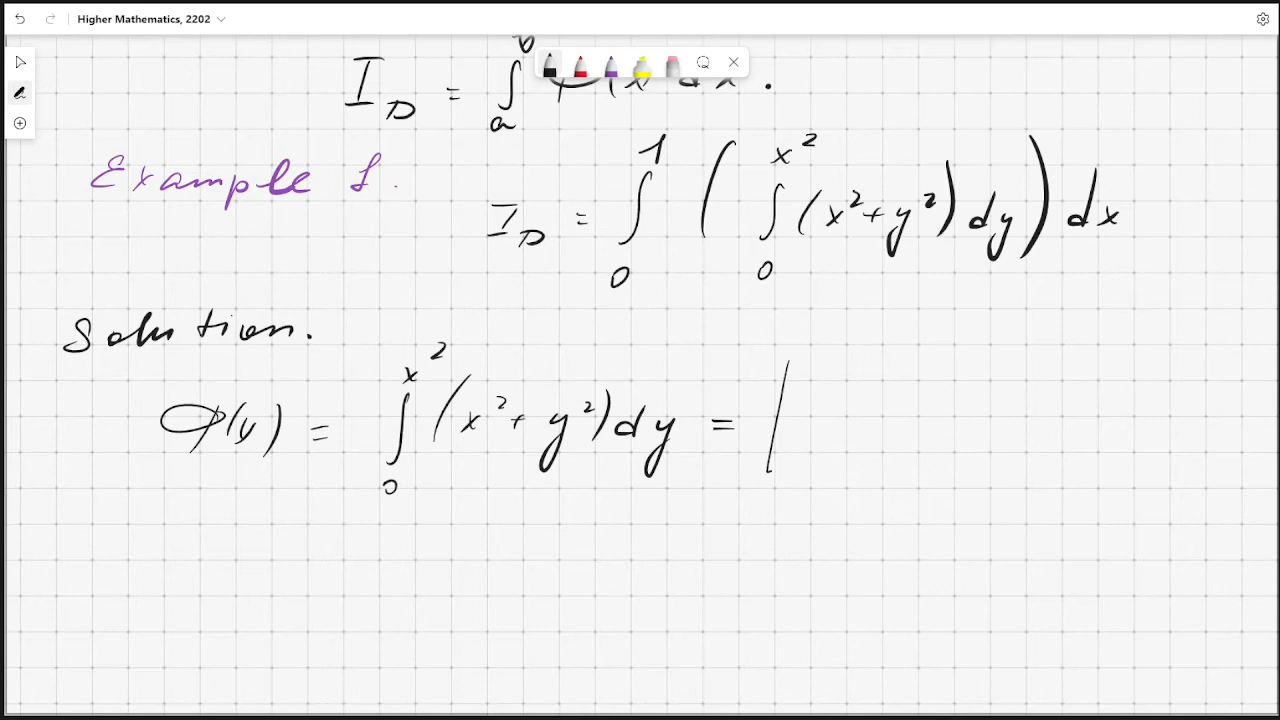 Higher Mathematics, 2202
I_D = ∫_a^b φ(x) dx .
Example 1.
I_D = ∫_0^1 ( ∫_0^{x^2} (x^2+y^2) dy ) dx
Solution.
φ(y) = ∫_0^{x^2} (x^2+y^2) dy = |